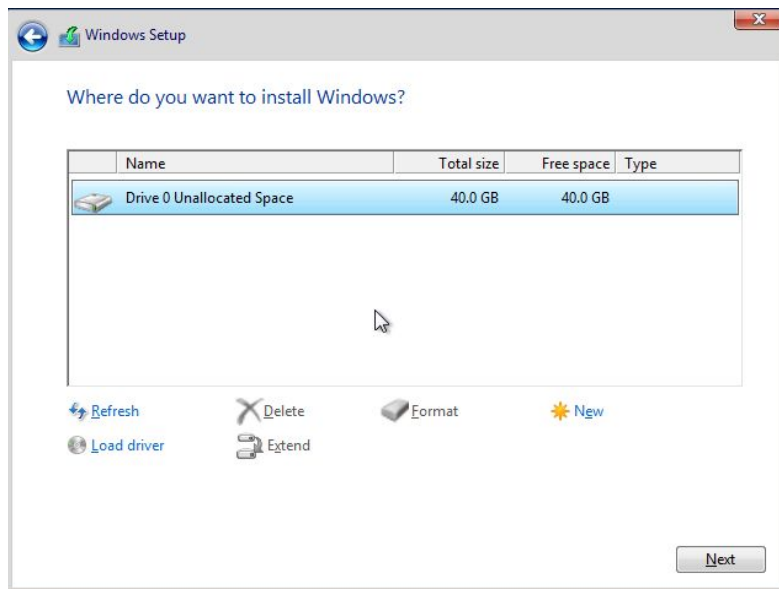 Windows Setup
Where do you want to install Windows?
Name Total size Free space Type
Drive 0 Unallocated Space 40.0 GB 40.0 GB
Refresh Delete Format New
Load driver Extend
Next